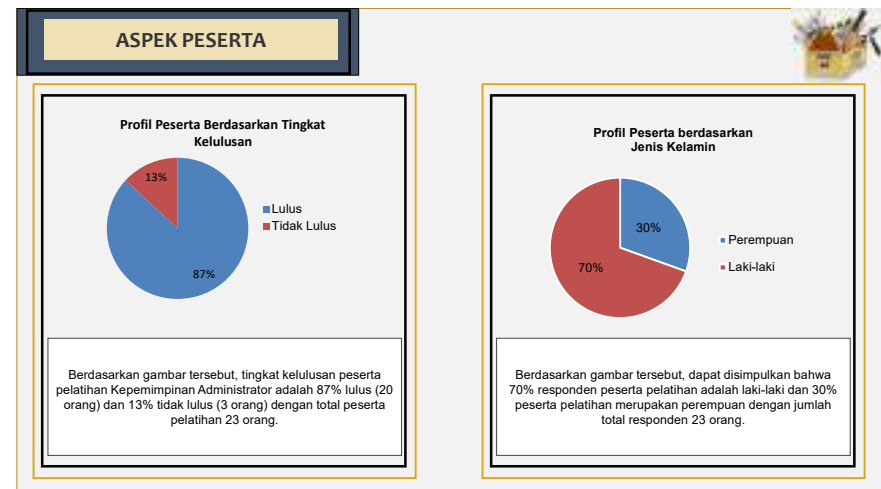 ASPEK PESERTA
Profil Peserta Berdasarkan Tingkat
Kelulusan
13%
87%
Lulus
Tidak Lulus
Berdasarkan gambar tersebut, tingkat kelulusan peserta
pelatihan Kepemimpinan Administrator adalah 87% lulus (20
orang) dan 13% tidak lulus (3 orang) dengan total peserta
pelatihan 23 orang.
Profil Peserta berdasarkan
Jenis Kelamin
30%
70%
Perempuan
Laki-laki
Berdasarkan gambar tersebut, dapat disimpulkan bahwa
70% responden peserta pelatihan adalah laki-laki dan 30%
peserta pelatihan merupakan perempuan dengan jumlah
total responden 23 orang.